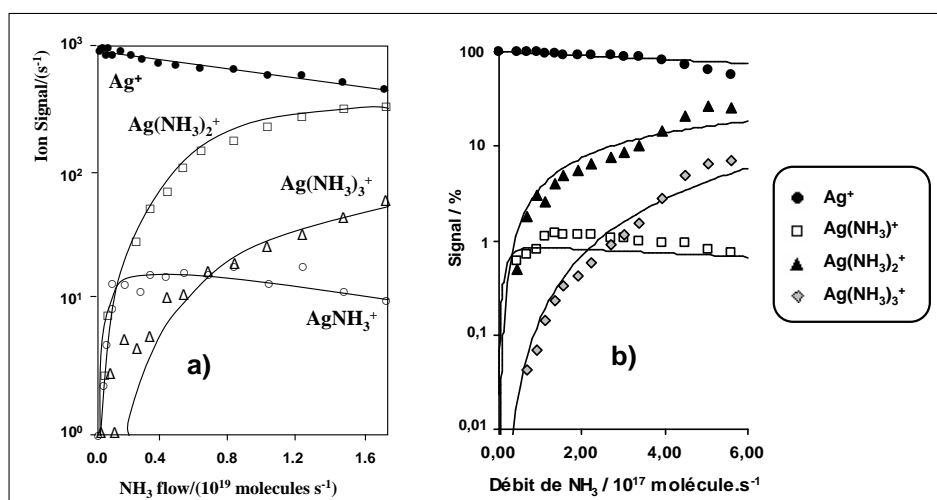 Ion Signal/(s⁻¹)
10³
10²
10¹
10⁰
Ag⁺
Ag(NH₃)₂⁺
Ag(NH₃)₃⁺
AgNH₃⁺
a)
0.0 0.4 0.8 1.2 1.6
NH₃ flow/(10¹⁹ molecules s⁻¹)
Signal / %
100
10
1
0,1
0,01
b)
0,00 2,00 4,00 6,00
Débit de NH₃ / 10¹⁷ molécule.s⁻¹
Ag⁺
Ag(NH₃)⁺
Ag(NH₃)₂⁺
Ag(NH₃)₃⁺